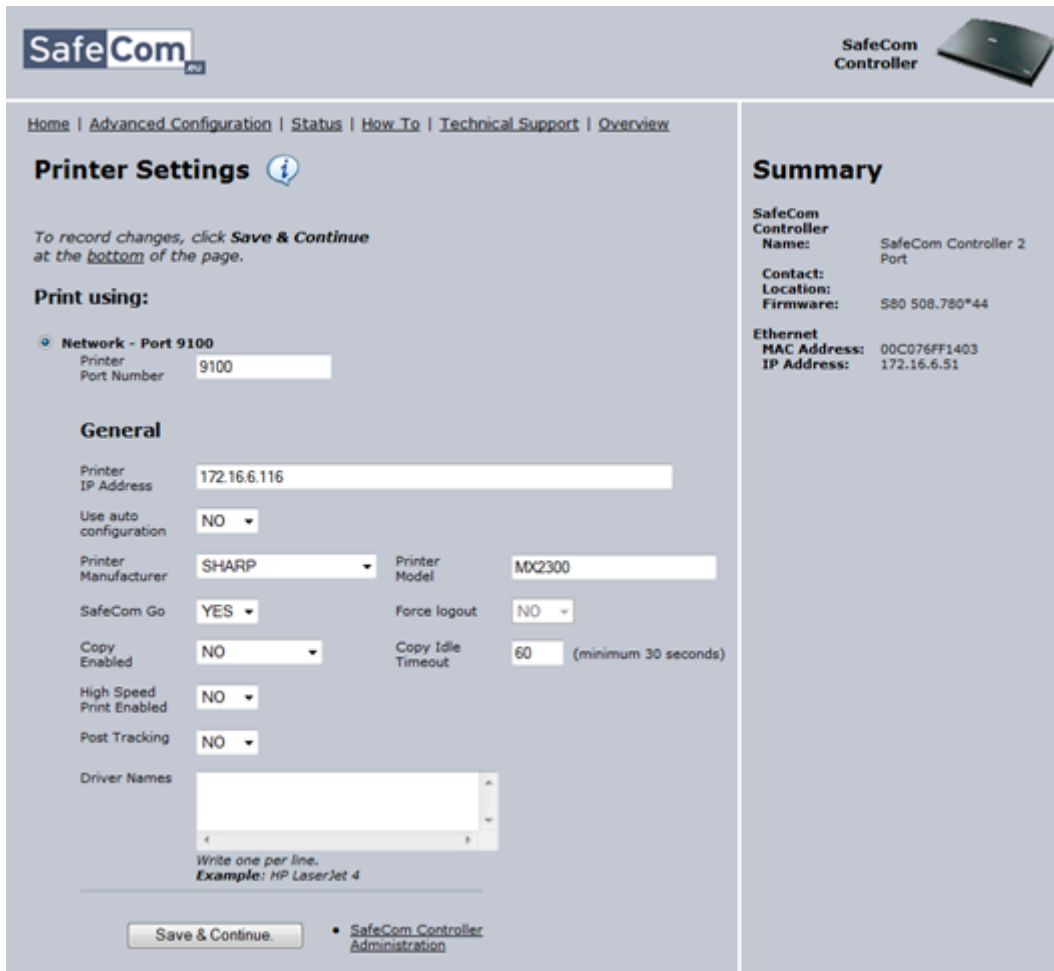 SafeCom.eu
SafeCom
Controller
Home | Advanced Configuration | Status | How To | Technical Support | Overview
Printer Settings
To record changes, click Save & Continue
at the bottom of the page.
Print using:
Network - Port 9100
Printer
Port Number
9100
General
Printer
IP Address
172.16.6.116
Use auto
configuration
NO
Printer
Manufacturer
SHARP
Printer
Model
MX2300
SafeCom Go
YES
Force logout
NO
Copy
Enabled
NO
Copy Idle
Timeout
60
(minimum 30 seconds)
High Speed
Print Enabled
NO
Post Tracking
NO
Driver Names
Write one per line.
Example: HP LaserJet 4
Save & Continue.
SafeCom Controller
Administration
Summary
SafeCom
Controller
Name: SafeCom Controller 2
Port
Contact:
Location:
Firmware: S80 508.780*44
Ethernet
MAC Address: 00C076FF1403
IP Address: 172.16.6.51